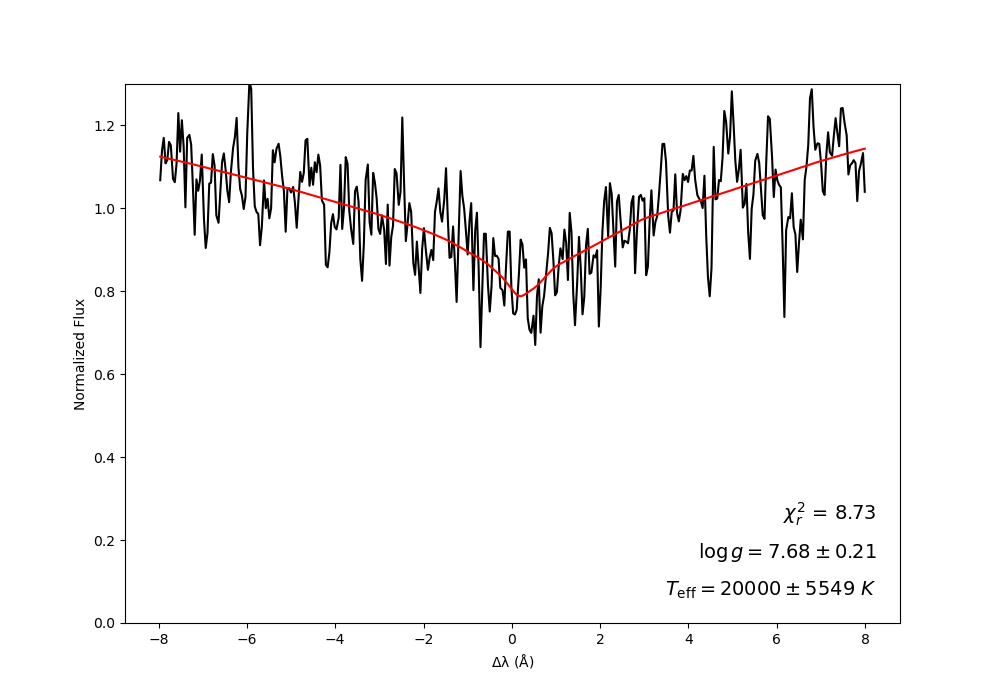 1.2
1.0
0.8
0.6
0.4
0.2
0.0
Normalized Flux
χ²ᵣ = 8.73
log g = 7.68 ± 0.21
T_eff = 20000 ± 5549 K
−8 −6 −4 −2 0 2 4 6 8
Δλ (Å)